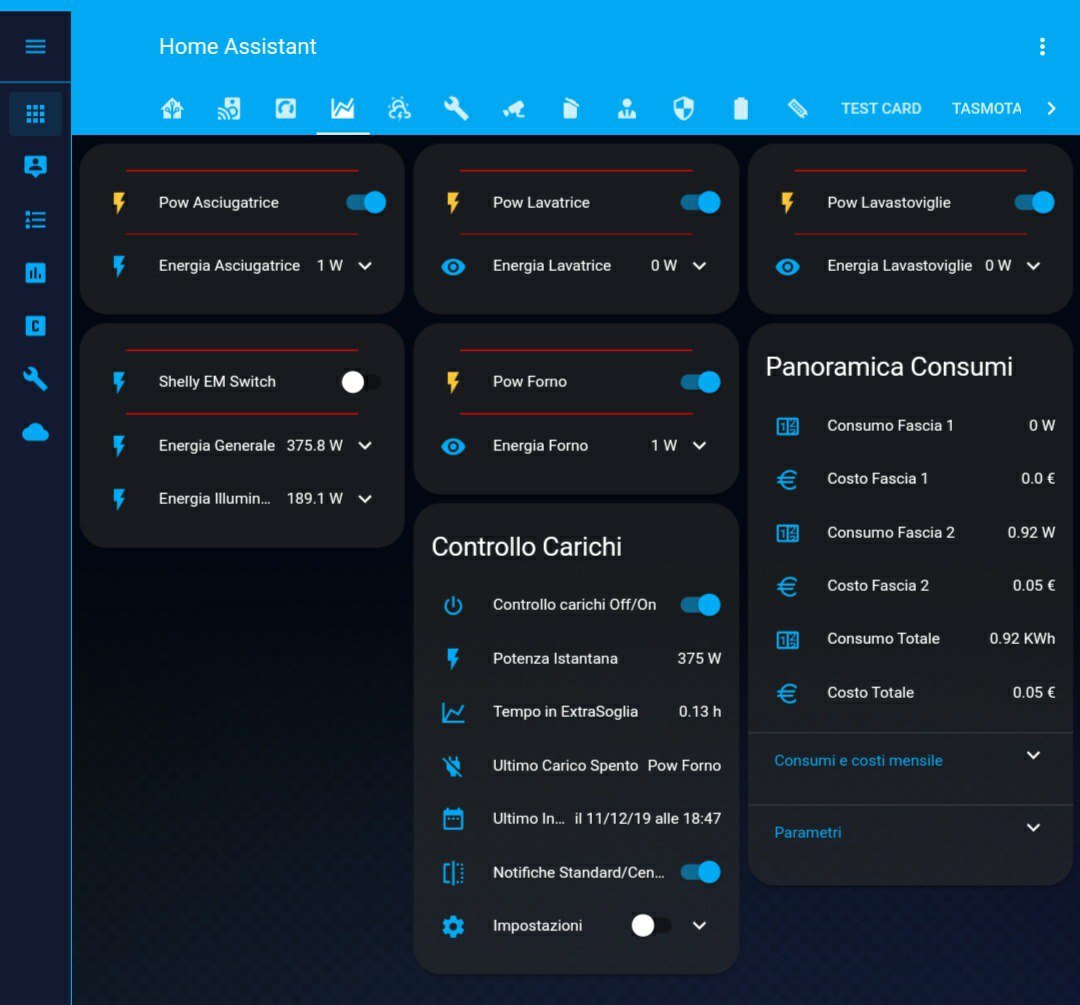 Home Assistant
TEST CARD
TASMOTA
Pow Asciugatrice
Energia Asciugatrice 1 W
Pow Lavatrice
Energia Lavatrice 0 W
Pow Lavastoviglie
Energia Lavastoviglie 0 W
Shelly EM Switch
Energia Generale 375.8 W
Energia Illumin... 189.1 W
Pow Forno
Energia Forno 1 W
Controllo Carichi
Controllo carichi Off/On
Potenza Istantana 375 W
Tempo in ExtraSoglia 0.13 h
Ultimo Carico Spento Pow Forno
Ultimo In... il 11/12/19 alle 18:47
Notifiche Standard/Cen...
Impostazioni
Panoramica Consumi
Consumo Fascia 1 0 W
Costo Fascia 1 0.0 €
Consumo Fascia 2 0.92 W
Costo Fascia 2 0.05 €
Consumo Totale 0.92 KWh
Costo Totale 0.05 €
Consumi e costi mensile
Parametri